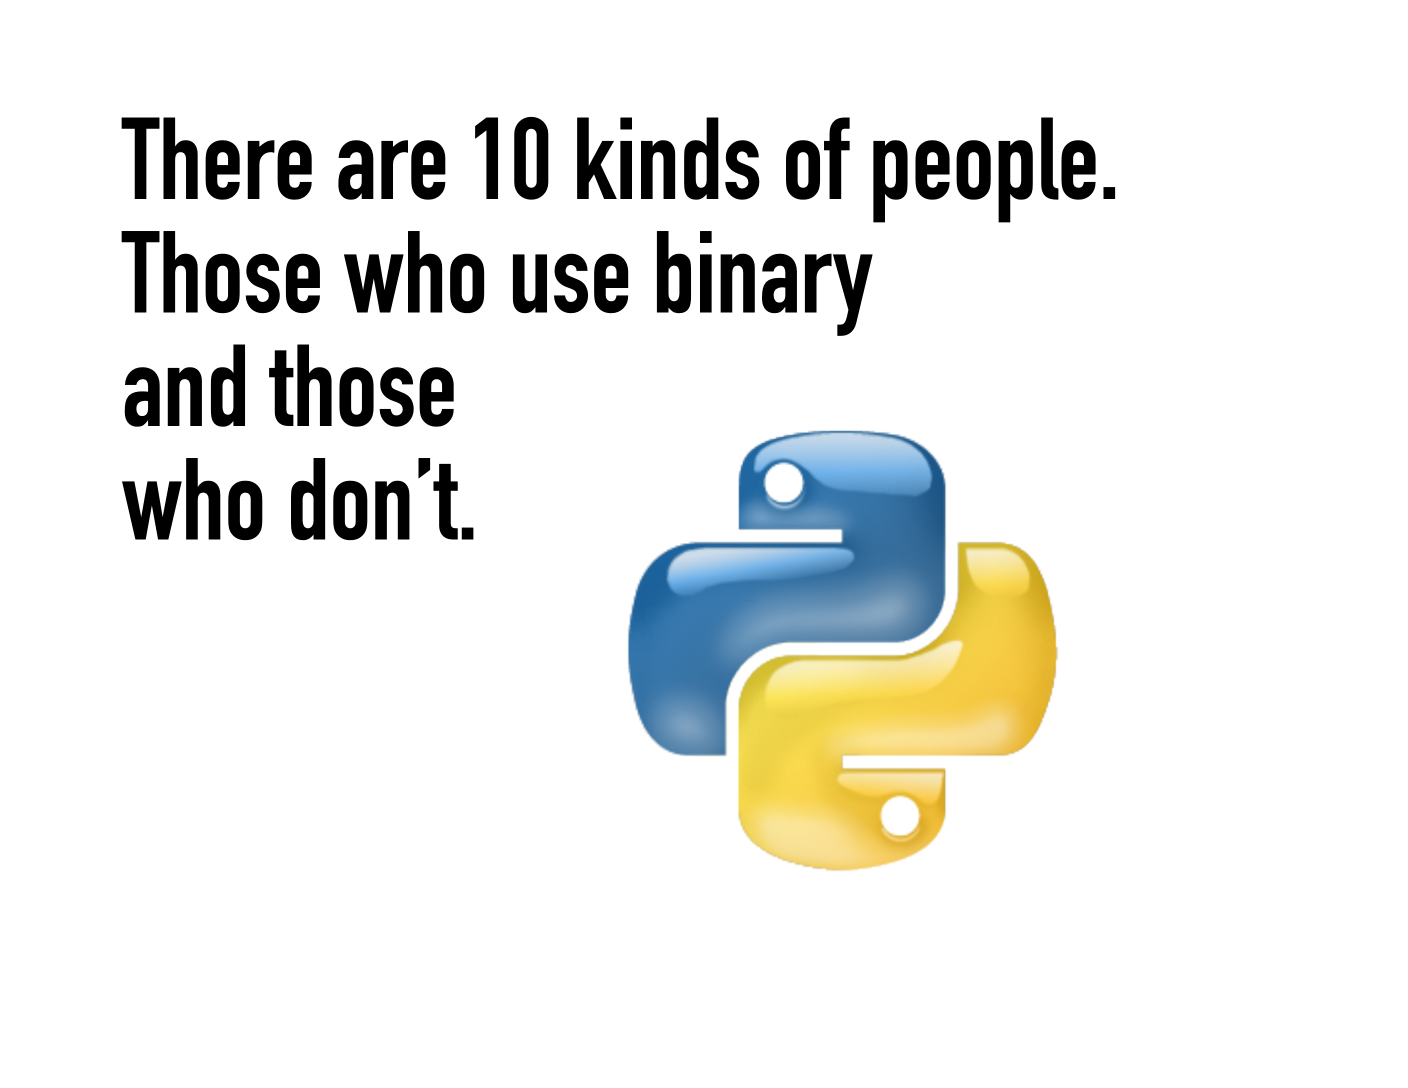 There are 10 kinds of people.
Those who use binary
and those
who don’t.